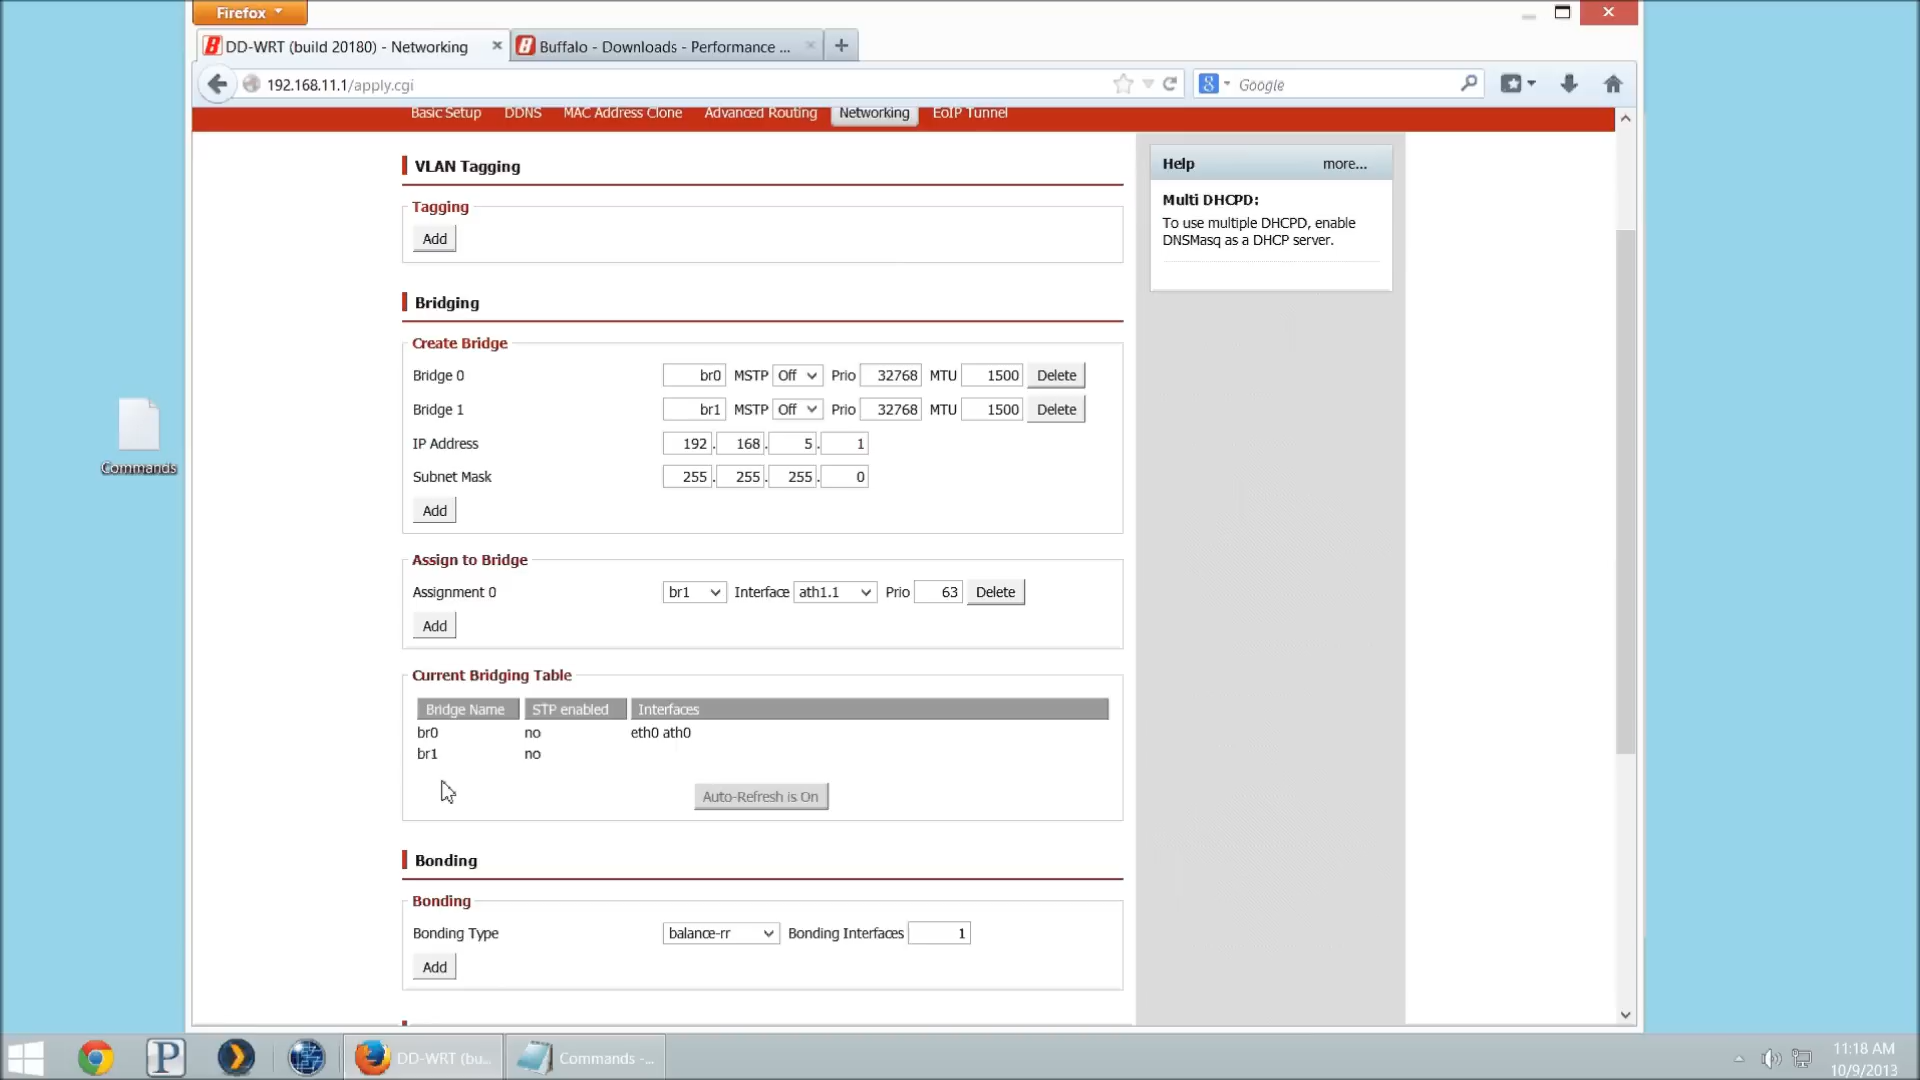 Firefox
DD-WRT (build 20180) - Networking
Buffalo - Downloads - Performance ...
192.168.11.1/apply.cgi
Google
Basic Setup DDNS MAC Address Clone Advanced Routing Networking EoIP Tunnel
VLAN Tagging
Tagging
Add
Help more...
Multi DHCPD:
To use multiple DHCPD, enable
DNSMasq as a DHCP server.
Bridging
Create Bridge
Bridge 0 br0 MSTP Off Prio 32768 MTU 1500 Delete
Bridge 1 br1 MSTP Off Prio 32768 MTU 1500 Delete
IP Address 192 . 168 . 5 . 1
Subnet Mask 255 . 255 . 255 . 0
Add
Commands
Assign to Bridge
Assignment 0 br1 Interface ath1.1 Prio 63 Delete
Add
Current Bridging Table
Bridge Name STP enabled Interfaces
br0 no eth0 ath0
br1 no
Auto-Refresh is On
Bonding
Bonding
Bonding Type balance-rr Bonding Interfaces 1
Add
DD-WRT (bu...
Commands -...
11:18 AM
10/9/2013